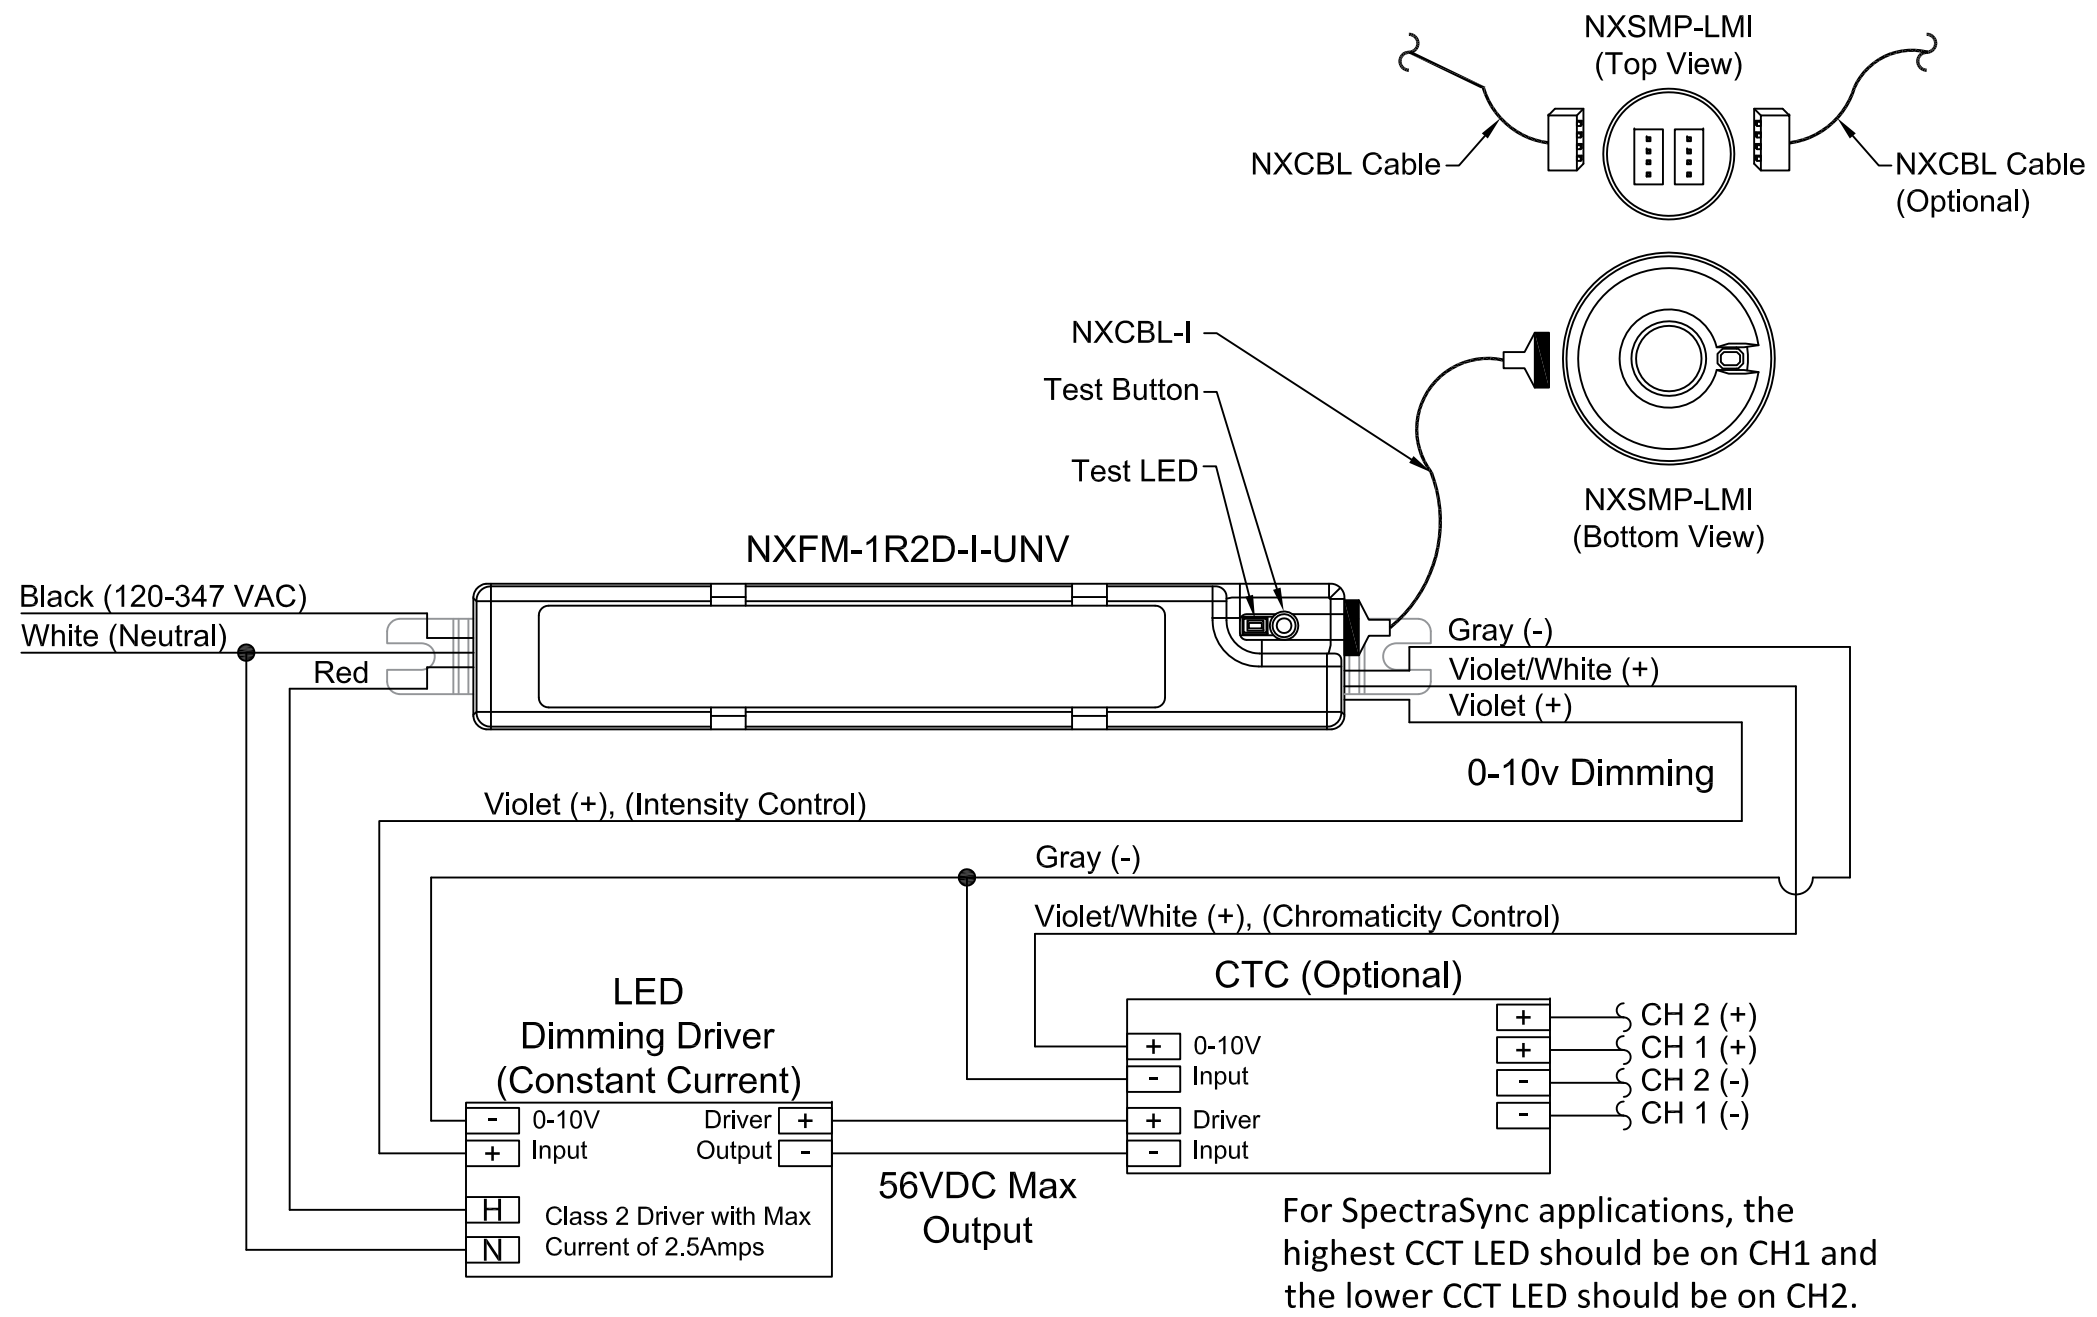 NXSMP-LMI
(Top View)
NXCBL Cable
NXCBL Cable
(Optional)
NXCBL-I
Test Button
Test LED
NXSMP-LMI
(Bottom View)
NXFM-1R2D-I-UNV
Black (120-347 VAC)
White (Neutral)
Red
Gray (-)
Violet/White (+)
Violet (+)
0-10v Dimming
Violet (+), (Intensity Control)
Gray (-)
Violet/White (+), (Chromaticity Control)
CTC (Optional)
LED
Dimming Driver
(Constant Current)
+ CH 2 (+)
+ CH 1 (+)
- CH 2 (-)
- CH 1 (-)
+ 0-10V
- Input
+ Driver
- Input
- 0-10V
+ Input
Driver +
Output -
H
N
Class 2 Driver with Max
Current of 2.5Amps
56VDC Max
Output
For SpectraSync applications, the
highest CCT LED should be on CH1 and
the lower CCT LED should be on CH2.